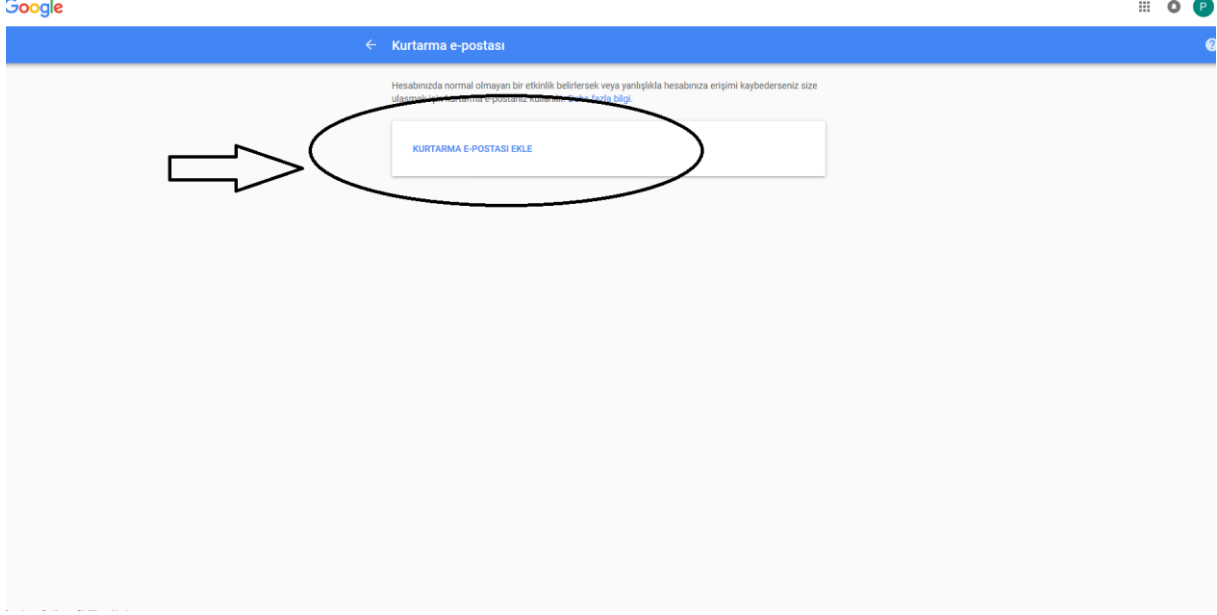 Google
P
Kurtarma e-postası
Hesabınızda normal olmayan bir etkinlik belirlersek veya yanlışlıkla hesabınıza erişimi kaybederseniz size
ulaşmak için kurtarma e-postanız kullanılır. Daha fazla bilgi.
KURTARMA E-POSTASI EKLE